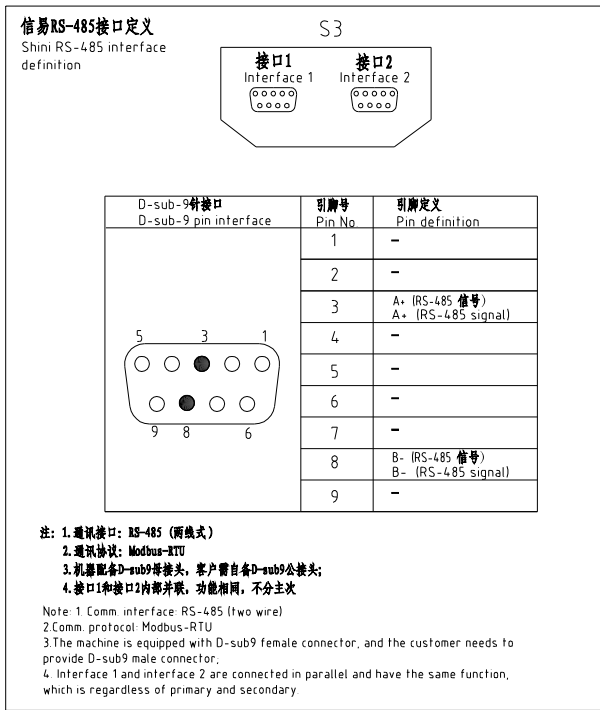 信易RS-485接口定义
Shini RS-485 interface
definition
S3
接口1
Interface 1
接口2
Interface 2
D-sub-9针接口
D-sub-9 pin interface
引脚号
Pin No.
引脚定义
Pin definition
1 -
2 -
3 A+ (RS-485 信号)
A+ (RS-485 signal)
4 -
5 -
6 -
7 -
8 B- (RS-485 信号)
B- (RS-485 signal)
9 -
5 3 1
9 8 6
注: 1.通讯接口: RS-485 (两线式)
2.通讯协议: Modbus-RTU
3.机器配备D-sub9母接头, 客户需自备D-sub9公接头;
4.接口1和接口2内部并联, 功能相同, 不分主次
Note: 1. Comm. interface: RS-485 (two wire)
2.Comm. protocol: Modbus-RTU
3.The machine is equipped with D-sub9 female connector, and the customer needs to
provide D-sub9 male connector;
4. Interface 1 and interface 2 are connected in parallel and have the same function,
which is regardless of primary and secondary.